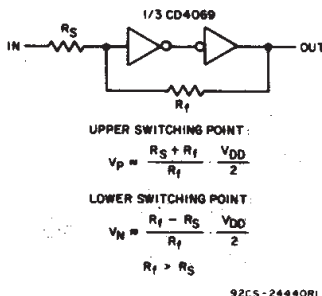 1/3 CD4069
IN
RS
OUT
Rf
UPPER SWITCHING POINT:
VP ≈ RS + Rf / Rf · VDD / 2
LOWER SWITCHING POINT:
VN ≈ Rf - RS / Rf · VDD / 2
Rf > RS
92CS-24440R1